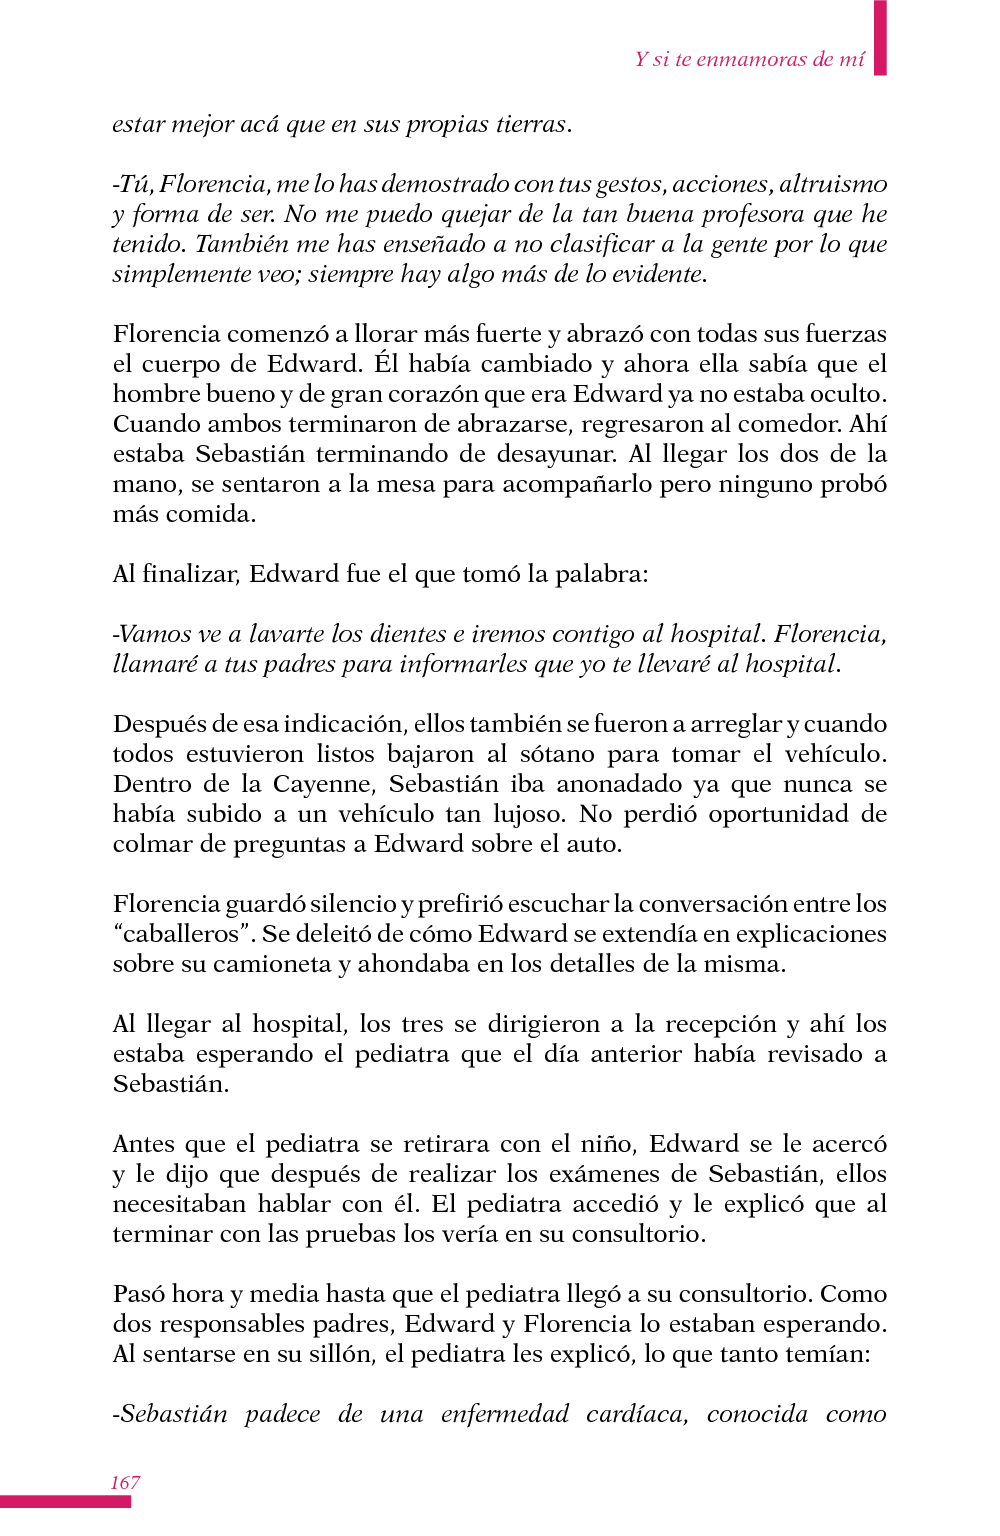 Y si te enmamoras de mí
estar mejor acá que en sus propias tierras.
-Tú, Florencia, me lo has demostrado con tus gestos, acciones, altruismo
y forma de ser. No me puedo quejar de la tan buena profesora que he
tenido. También me has enseñado a no clasificar a la gente por lo que
simplemente veo; siempre hay algo más de lo evidente.
Florencia comenzó a llorar más fuerte y abrazó con todas sus fuerzas
el cuerpo de Edward. Él había cambiado y ahora ella sabía que el
hombre bueno y de gran corazón que era Edward ya no estaba oculto.
Cuando ambos terminaron de abrazarse, regresaron al comedor. Ahí
estaba Sebastián terminando de desayunar. Al llegar los dos de la
mano, se sentaron a la mesa para acompañarlo pero ninguno probó
más comida.
Al finalizar, Edward fue el que tomó la palabra:
-Vamos ve a lavarte los dientes e iremos contigo al hospital. Florencia,
llamaré a tus padres para informarles que yo te llevaré al hospital.
Después de esa indicación, ellos también se fueron a arreglar y cuando
todos estuvieron listos bajaron al sótano para tomar el vehículo.
Dentro de la Cayenne, Sebastián iba anonadado ya que nunca se
había subido a un vehículo tan lujoso. No perdió oportunidad de
colmar de preguntas a Edward sobre el auto.
Florencia guardó silencio y prefirió escuchar la conversación entre los
“caballeros”. Se deleitó de cómo Edward se extendía en explicaciones
sobre su camioneta y ahondaba en los detalles de la misma.
Al llegar al hospital, los tres se dirigieron a la recepción y ahí los
estaba esperando el pediatra que el día anterior había revisado a
Sebastián.
Antes que el pediatra se retirara con el niño, Edward se le acercó
y le dijo que después de realizar los exámenes de Sebastián, ellos
necesitaban hablar con él. El pediatra accedió y le explicó que al
terminar con las pruebas los vería en su consultorio.
Pasó hora y media hasta que el pediatra llegó a su consultorio. Como
dos responsables padres, Edward y Florencia lo estaban esperando.
Al sentarse en su sillón, el pediatra les explicó, lo que tanto temían:
-Sebastián padece de una enfermedad cardíaca, conocida como
167